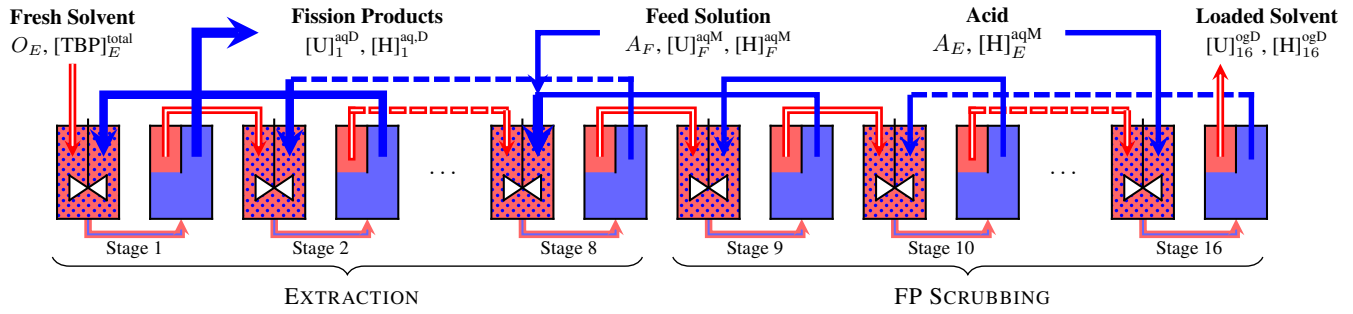 Fresh Solvent Fission Products Feed Solution Acid Loaded Solvent
O_E, [TBP]_E^total [U]_1^aqD, [H]_1^aq,D A_F, [U]_F^aqM, [H]_F^aqM A_E, [H]_E^aqM [U]_16^ogD, [H]_16^ogD
... ...
Stage 1 Stage 2 Stage 8 Stage 9 Stage 10 Stage 16
EXTRACTION FP SCRUBBING